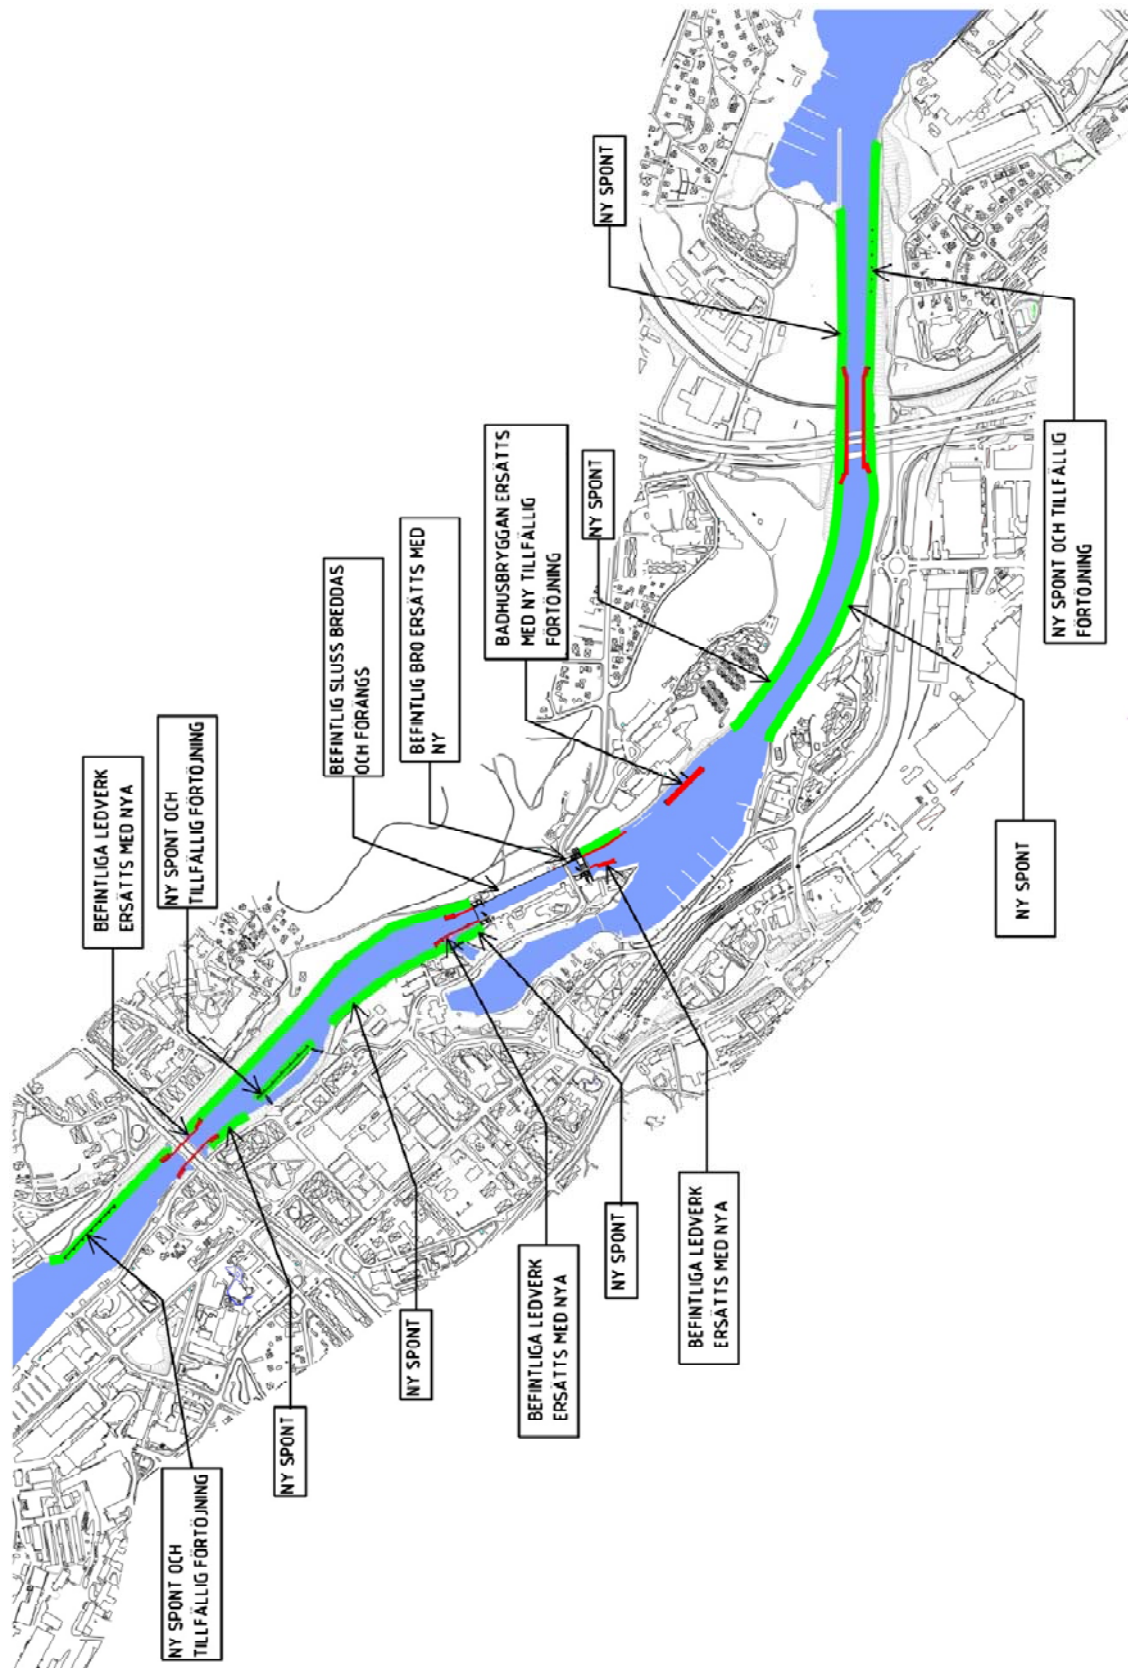 NY SPONT
BADHUSBRYGGAN ERSÄTTS
MED NY TILLFÄLLIG
FÖRTÖJNING
NY SPONT
NY SPONT OCH TILLFÄLLIG
FÖRTÖJNING
BEFINTLIG BRO ERSÄTTS MED
NY
BEFINTLIG SLUSS BREDDAS
OCH FÖRÄNGS
NY SPONT OCH
TILLFÄLLIG FÖRTÖJNING
BEFINTLIGA LEDVERK
ERSÄTTS MED NYA
NY SPONT
BEFINTLIGA LEDVERK
ERSÄTTS MED NYA
NY SPONT
BEFINTLIGA LEDVERK
ERSÄTTS MED NYA
NY SPONT
NY SPONT
NY SPONT OCH
TILLFÄLLIG FÖRTÖJNING